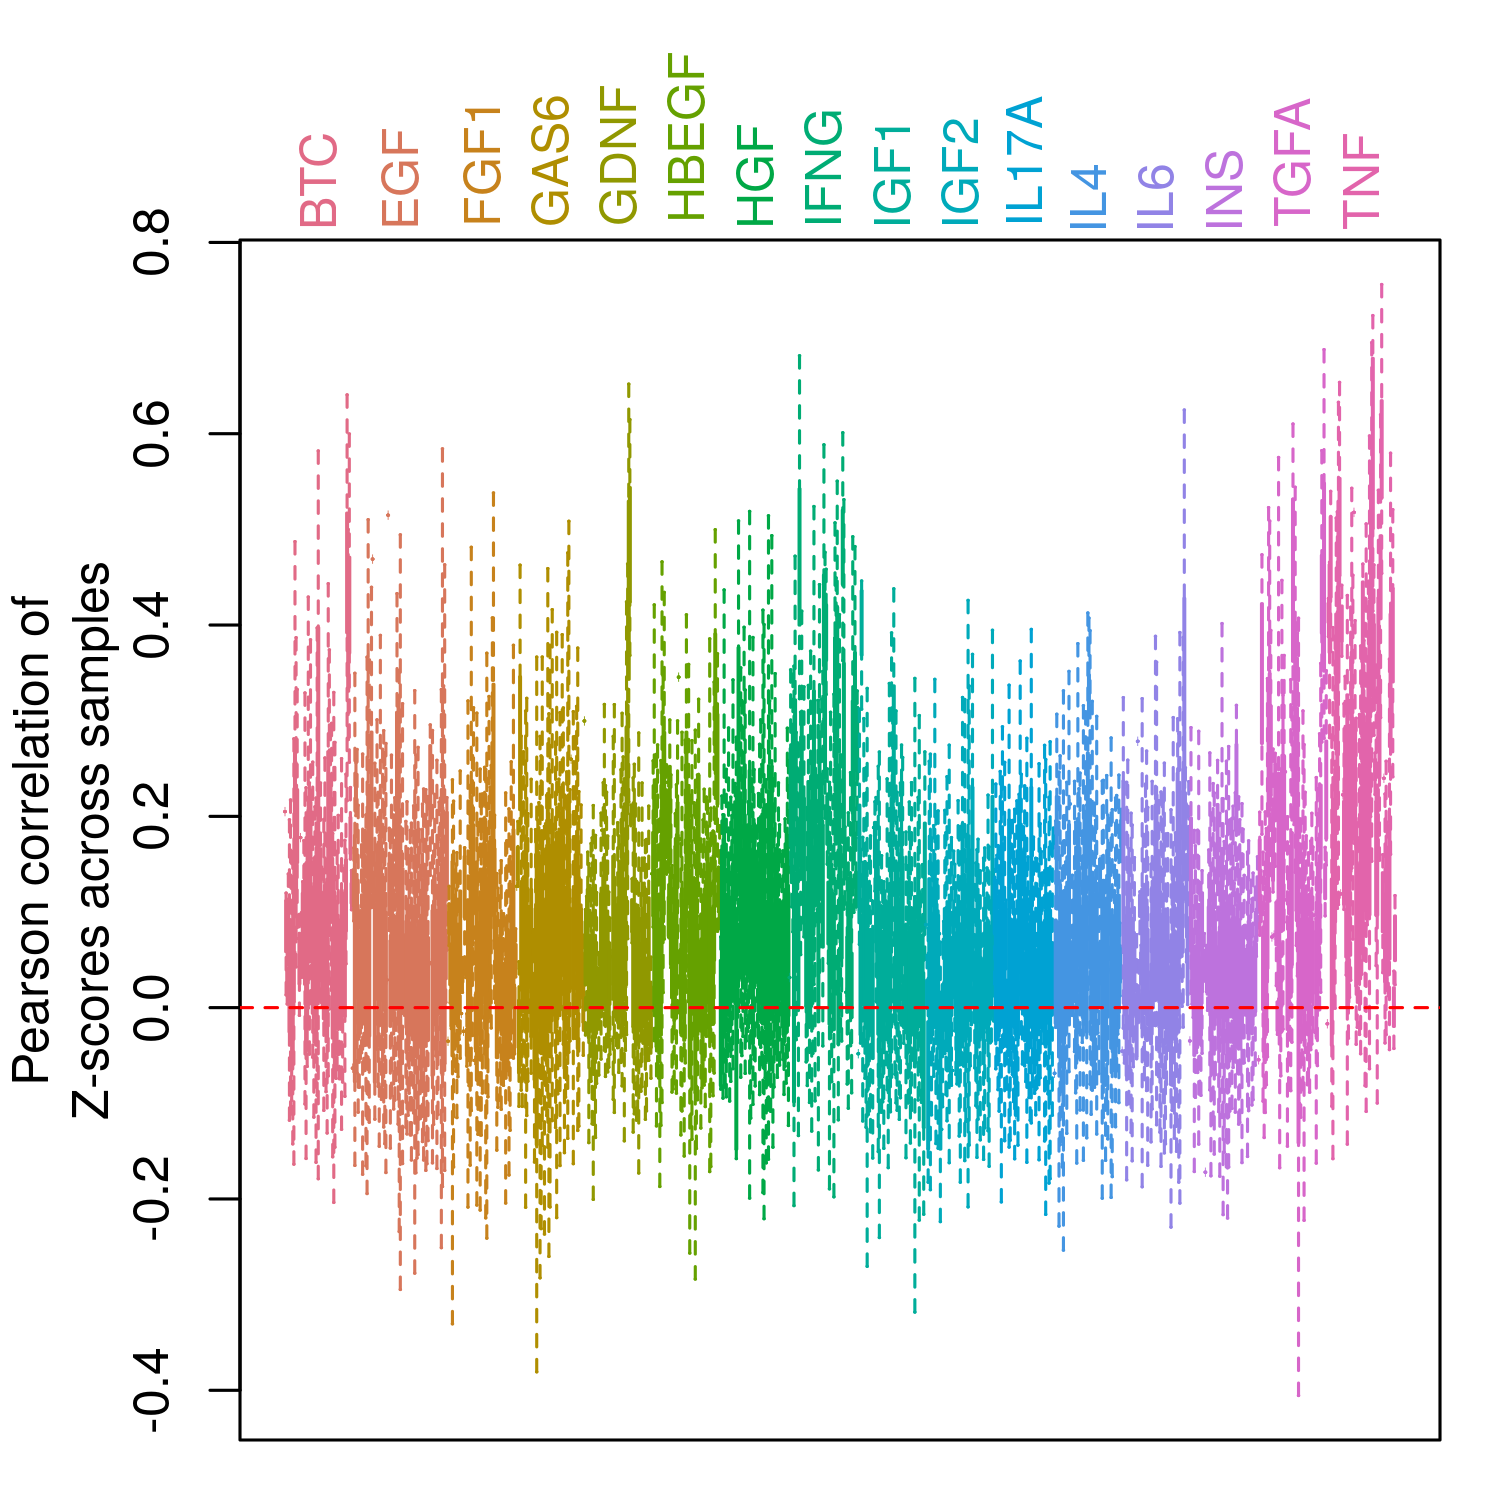 BTC
EGF
FGF1
GAS6
GDNF
HBEGF
HGF
IFNG
IGF1
IGF2
IL17A
IL4
IL6
INS
TGFA
TNF
Pearson correlation of
Z-scores across samples
0.8
0.6
0.4
0.2
0.0
-0.2
-0.4